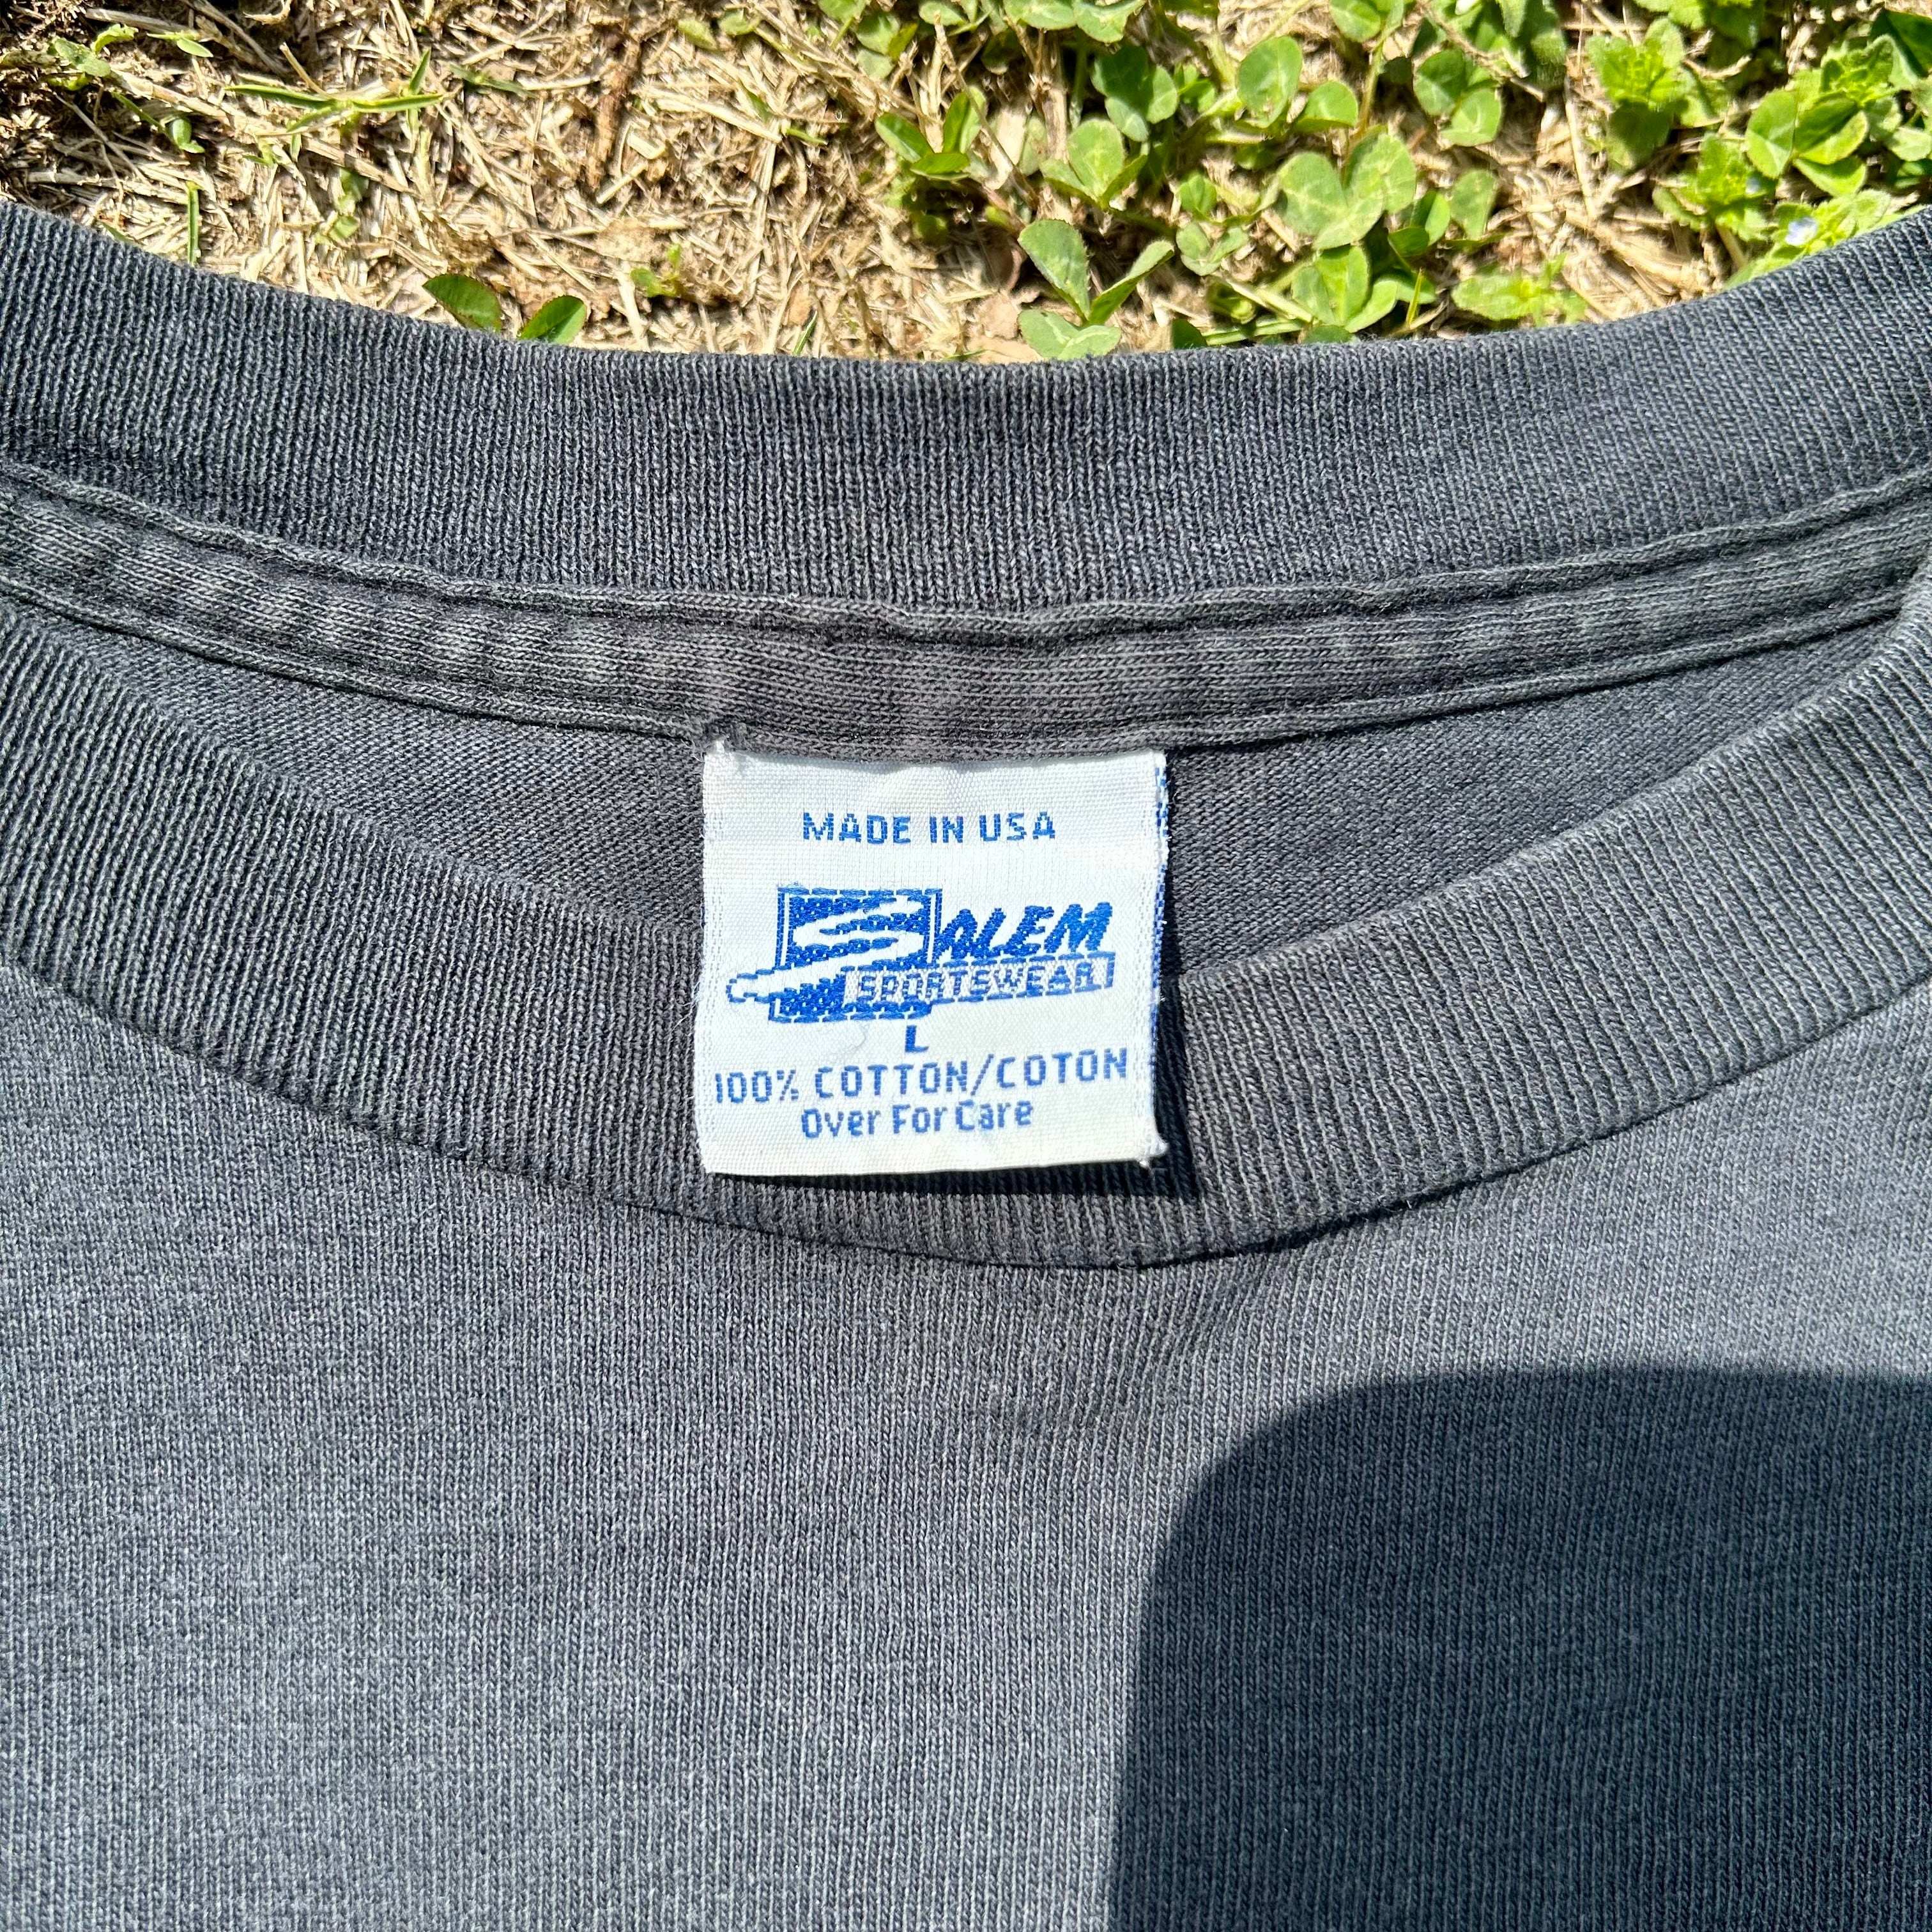 MADE IN USA
SALEM
SPORTSWEAR
L
100% COTTON/COTON
Over For Care